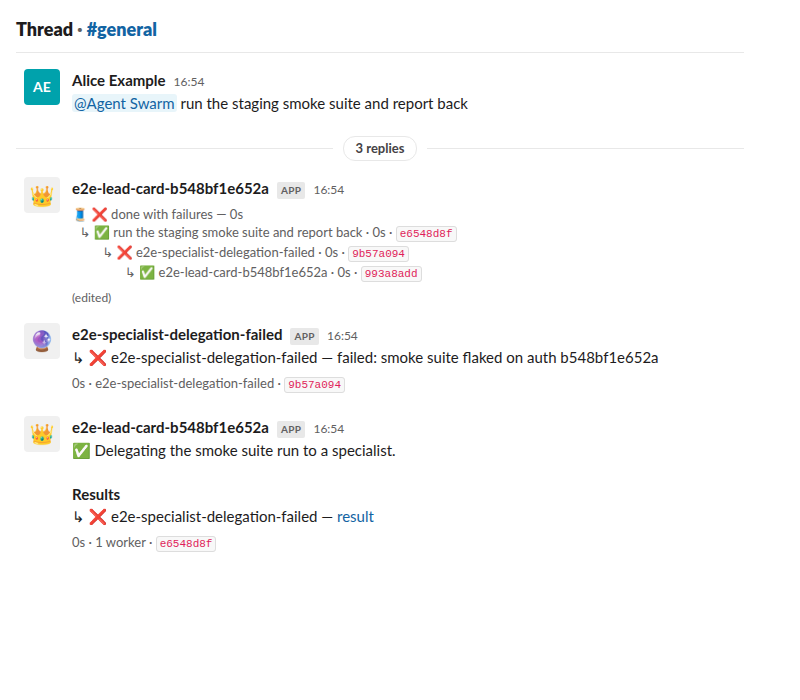 Thread • #general
AE
Alice Example 16:54
@Agent Swarm run the staging smoke suite and report back
3 replies
e2e-lead-card-b548bf1e652a APP 16:54
🧵 ❌ done with failures — 0s
↳ ✅ run the staging smoke suite and report back · 0s · e6548d8f
↳ ❌ e2e-specialist-delegation-failed · 0s · 9b57a094
↳ ✅ e2e-lead-card-b548bf1e652a · 0s · 993a8add
(edited)
e2e-specialist-delegation-failed APP 16:54
↳ ❌ e2e-specialist-delegation-failed — failed: smoke suite flaked on auth b548bf1e652a
0s · e2e-specialist-delegation-failed · 9b57a094
e2e-lead-card-b548bf1e652a APP 16:54
✅ Delegating the smoke suite run to a specialist.
Results
↳ ❌ e2e-specialist-delegation-failed — result
0s · 1 worker · e6548d8f